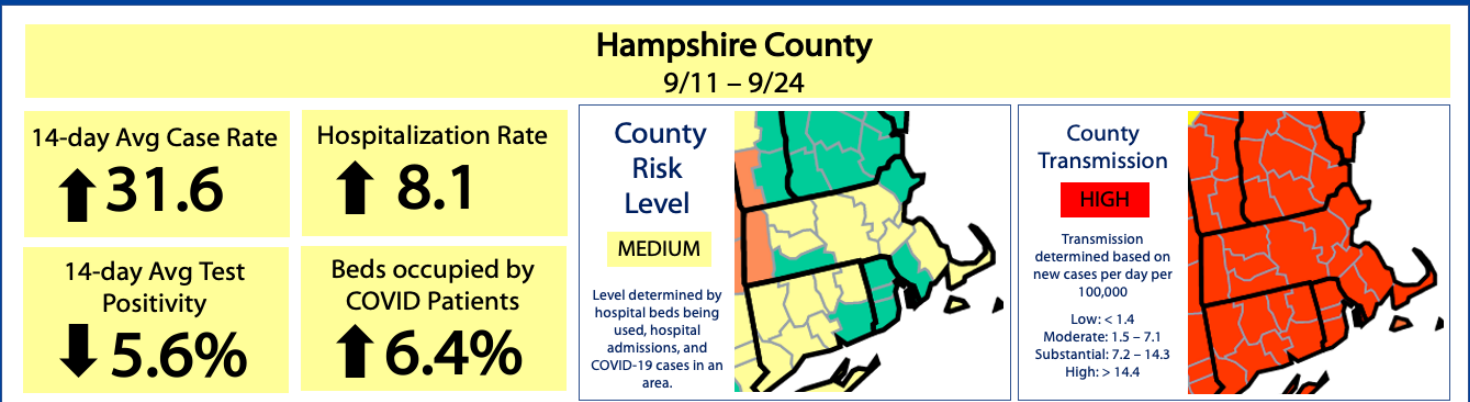 Hampshire County
9/11 – 9/24
14-day Avg Case Rate
31.6
Hospitalization Rate
8.1
14-day Avg Test
Positivity
5.6%
Beds occupied by
COVID Patients
6.4%
County
Risk
Level
MEDIUM
Level determined by
hospital beds being
used, hospital
admissions, and
COVID-19 cases in an
area.
County
Transmission
HIGH
Transmission
determined based on
new cases per day per
100,000
Low: < 1.4
Moderate: 1.5 – 7.1
Substantial: 7.2 – 14.3
High: > 14.4